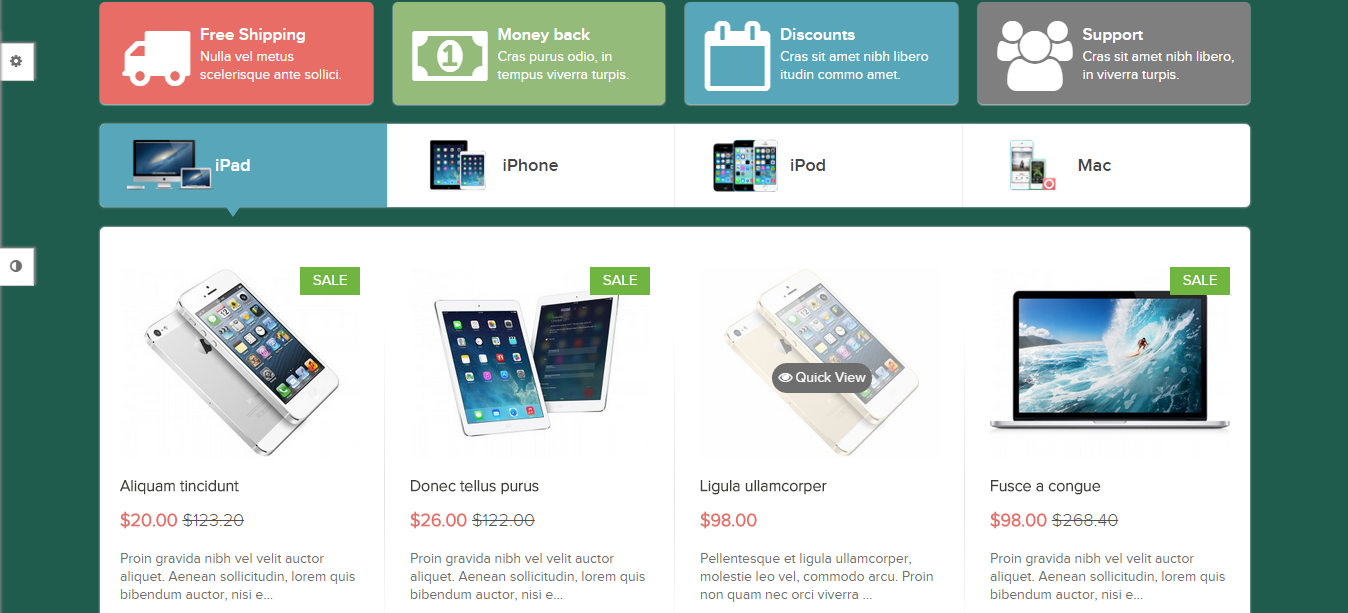 Free Shipping
Nulla vel metus
scelerisque ante sollici.
Money back
Cras purus odio, in
tempus viverra turpis.
Discounts
Cras sit amet nibh libero
itudin commo amet.
Support
Cras sit amet nibh libero,
in viverra turpis.
iPad
iPhone
iPod
Mac
SALE
SALE
Quick View
SALE
Aliquam tincidunt
$20.00 $123.20
Proin gravida nibh vel velit auctor
aliquet. Aenean sollicitudin, lorem quis
bibendum auctor, nisi e...
Donec tellus purus
$26.00 $122.00
Proin gravida nibh vel velit auctor
aliquet. Aenean sollicitudin, lorem quis
bibendum auctor, nisi e...
Ligula ullamcorper
$98.00
Pellentesque et ligula ullamcorper,
molestie leo vel, commodo arcu. Proin
non quam nec orci viverra ...
Fusce a congue
$98.00 $268.40
Proin gravida nibh vel velit auctor
aliquet. Aenean sollicitudin, lorem quis
bibendum auctor, nisi e...